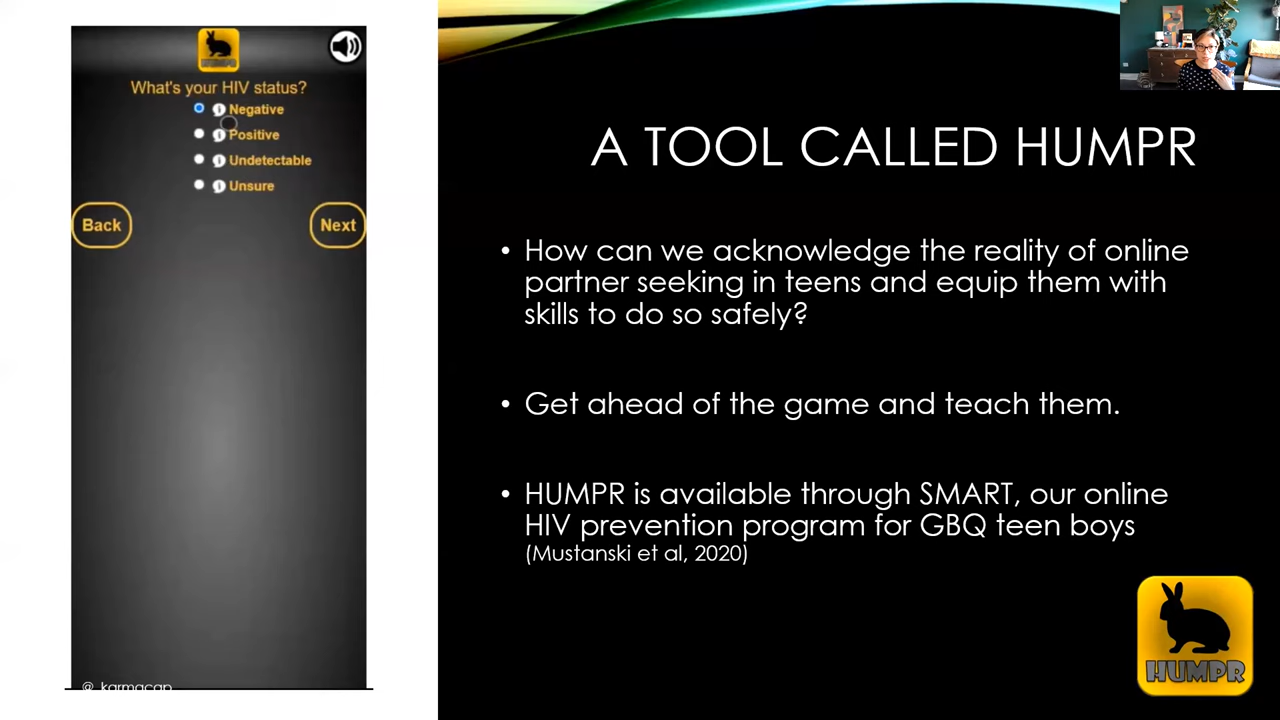 HUMPR
What's your HIV status?
Negative
Positive
Undetectable
Unsure
Back
Next
A TOOL CALLED HUMPR
• How can we acknowledge the reality of online
partner seeking in teens and equip them with
skills to do so safely?
• Get ahead of the game and teach them.
• HUMPR is available through SMART, our online
HIV prevention program for GBQ teen boys
(Mustanski et al, 2020)
HUMPR